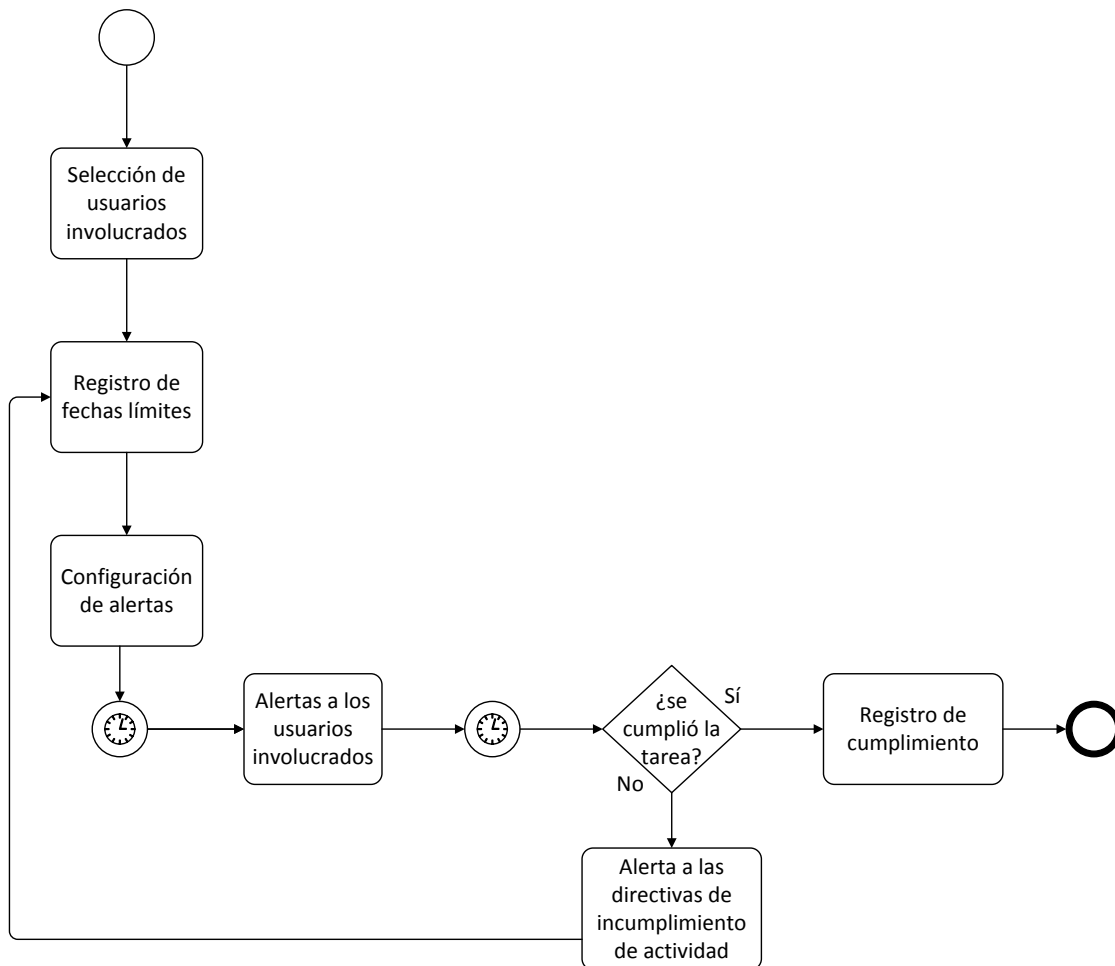 Selección de
usuarios
involucrados
Registro de
fechas límites
Configuración
de alertas
Alertas a los
usuarios
involucrados
¿se
cumplió la
tarea?
Sí
No
Registro de
cumplimiento
Alerta a las
directivas de
incumplimiento
de actividad